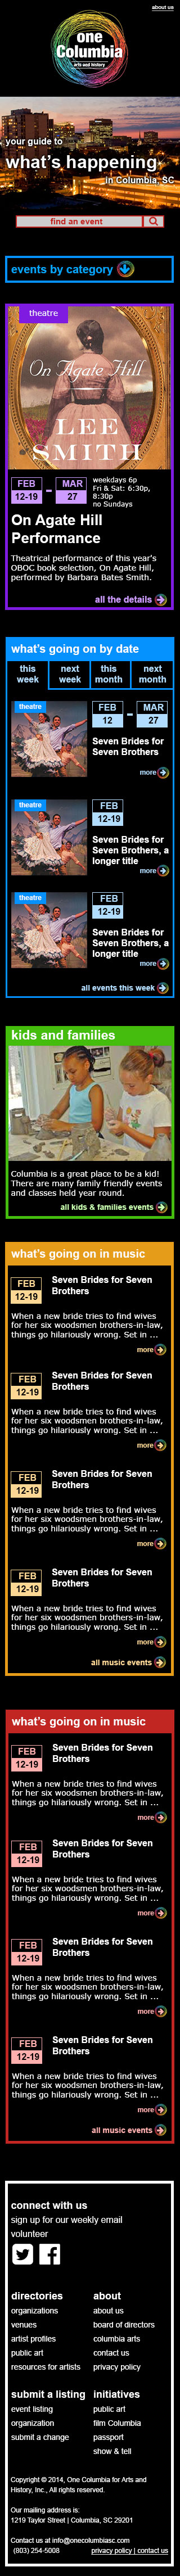 about us
one
Columbia
arts and history
your guide to
what's happening
in Columbia, SC
find an event
events by category
theatre
On Agate Hill
LEE
SMITH
FEB
12-19
-
MAR
27
weekdays 6p
Fri & Sat: 6:30p,
8:30p
no Sundays
On Agate Hill
Performance
Theatrical performance of this year's
OBOC book selection, On Agate Hill,
performed by Barbara Bates Smith.
all the details
what's going on by date
this week
next week
this month
next month
theatre
FEB
12
-
MAR
27
Seven Brides for
Seven Brothers
more
theatre
FEB
12-19
Seven Brides for
Seven Brothers, a
longer title
more
theatre
FEB
12-19
Seven Brides for
Seven Brothers, a
longer title
more
all events this week
kids and families
Columbia is a great place to be a kid!
There are many family friendly events
and classes held year round.
all kids & families events
what's going on in music
FEB
12-19
Seven Brides for Seven
Brothers
When a new bride tries to find wives
for her six woodsmen brothers-in-law,
things go hilariously wrong. Set in ...
more
FEB
12-19
Seven Brides for Seven
Brothers
When a new bride tries to find wives
for her six woodsmen brothers-in-law,
things go hilariously wrong. Set in ...
more
FEB
12-19
Seven Brides for Seven
Brothers
When a new bride tries to find wives
for her six woodsmen brothers-in-law,
things go hilariously wrong. Set in ...
more
FEB
12-19
Seven Brides for Seven
Brothers
When a new bride tries to find wives
for her six woodsmen brothers-in-law,
things go hilariously wrong. Set in ...
more
all music events
what's going on in music
FEB
12-19
Seven Brides for Seven
Brothers
When a new bride tries to find wives
for her six woodsmen brothers-in-law,
things go hilariously wrong. Set in ...
more
FEB
12-19
Seven Brides for Seven
Brothers
When a new bride tries to find wives
for her six woodsmen brothers-in-law,
things go hilariously wrong. Set in ...
more
FEB
12-19
Seven Brides for Seven
Brothers
When a new bride tries to find wives
for her six woodsmen brothers-in-law,
things go hilariously wrong. Set in ...
more
FEB
12-19
Seven Brides for Seven
Brothers
When a new bride tries to find wives
for her six woodsmen brothers-in-law,
things go hilariously wrong. Set in ...
more
all music events
connect with us
sign up for our weekly email
volunteer
directories
organizations
venues
artist profiles
public art
resources for artists
about
about us
board of directors
columbia arts
contact us
privacy policy
submit a listing
event listing
organization
submit a change
initiatives
public art
film Columbia
passport
show & tell
Copyright © 2014, One Columbia for Arts and
History, Inc., All rights reserved.
Our mailing address is:
1219 Taylor Street | Columbia, SC 29201
Contact us at info@onecolumbiasc.com
(803) 254-5008
privacy policy | contact us